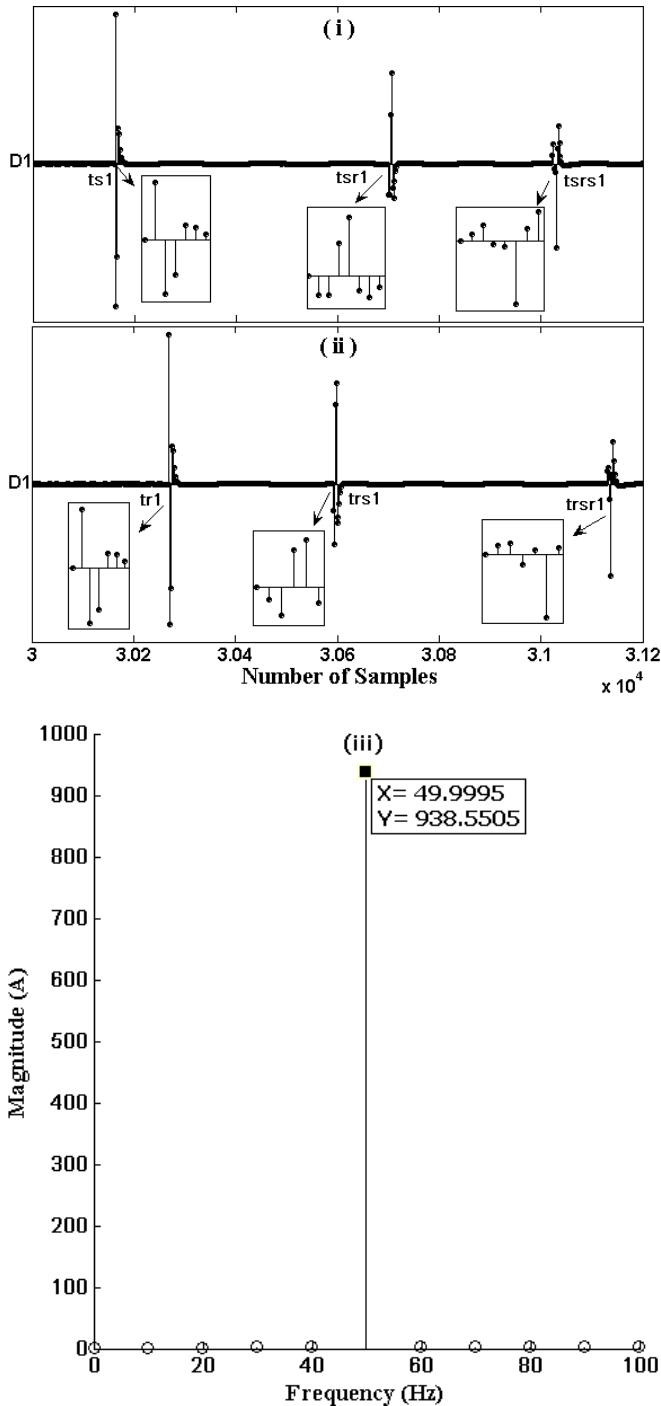 ( i )
D1
ts1
tsr1
tsrs1
( ii )
D1
tr1
trs1
trsr1
3 3.02 3.04 3.06 3.08 3.1 3.12
Number of Samples
x 10⁴
(iii)
X= 49.9995
Y= 938.5505
1000
900
800
700
600
500
400
300
200
100
0
Magnitude (A)
0 20 40 60 80 100
Frequency (Hz)